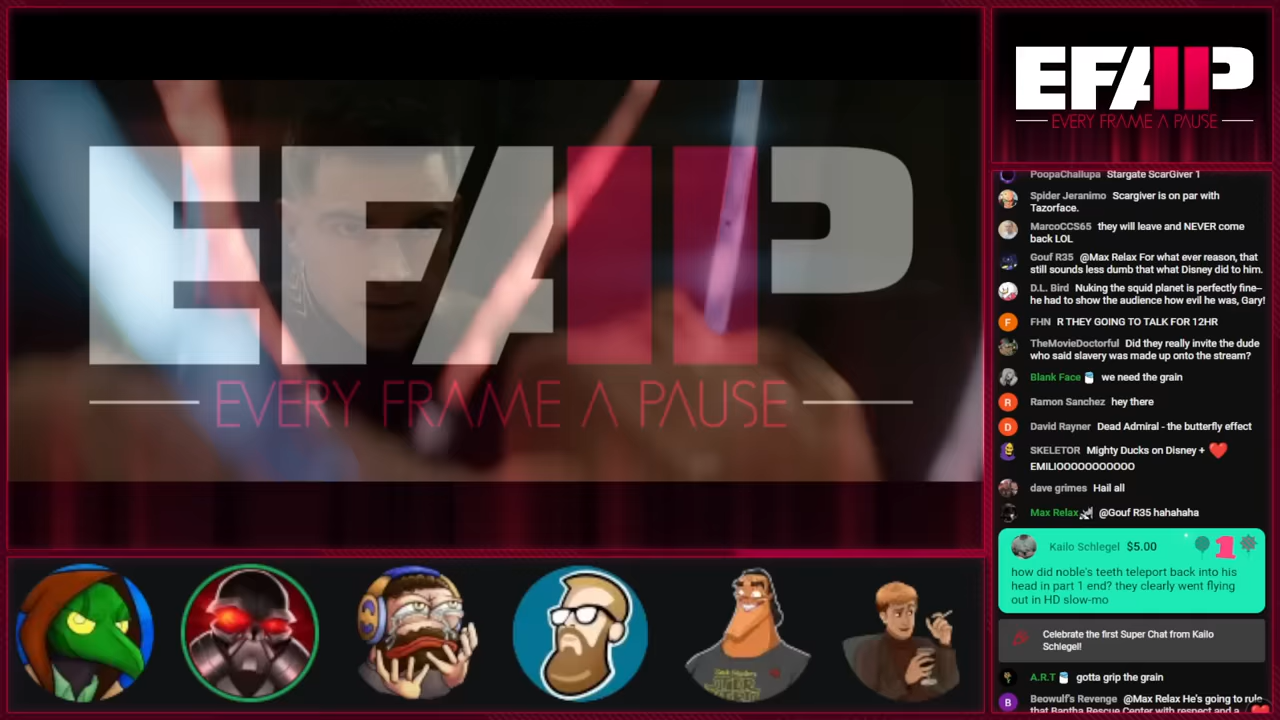 EFAP
EVERY FRAME A PAUSE
EFAP
EVERY FRAME A PAUSE
PoopaChallupa Stargate ScarGiver 1
Spider Jeranimo Scargiver is on par with
Tazorface.
MarcoCCS65 they will leave and NEVER come
back LOL
Gouf R35 @Max Relax For what ever reason, that
still sounds less dumb that what Disney did to him.
D.L. Bird Nuking the squid planet is perfectly fine--
he had to show the audience how evil he was, Gary!
F
FHN R THEY GOING TO TALK FOR 12HR
TheMovieDoctorful Did they really invite the dude
who said slavery was made up onto the stream?
Blank Face we need the grain
R
Ramon Sanchez hey there
D
David Rayner Dead Admiral - the butterfly effect
SKELETOR Mighty Ducks on Disney + ❤️
EMILIOOOOOOOOOOO
dave grimes Hail all
Max Relax @Gouf R35 hahahaha
Kailo Schlegel $5.00
1
how did noble's teeth teleport back into his
head in part 1 end? they clearly went flying
out in HD slow-mo
Celebrate the first Super Chat from Kailo
Schlegel!
A.R.T gotta grip the grain
B
Beowulf's Revenge @Max Relax He's going to rule
that Bantha Rescue Center with respect and a